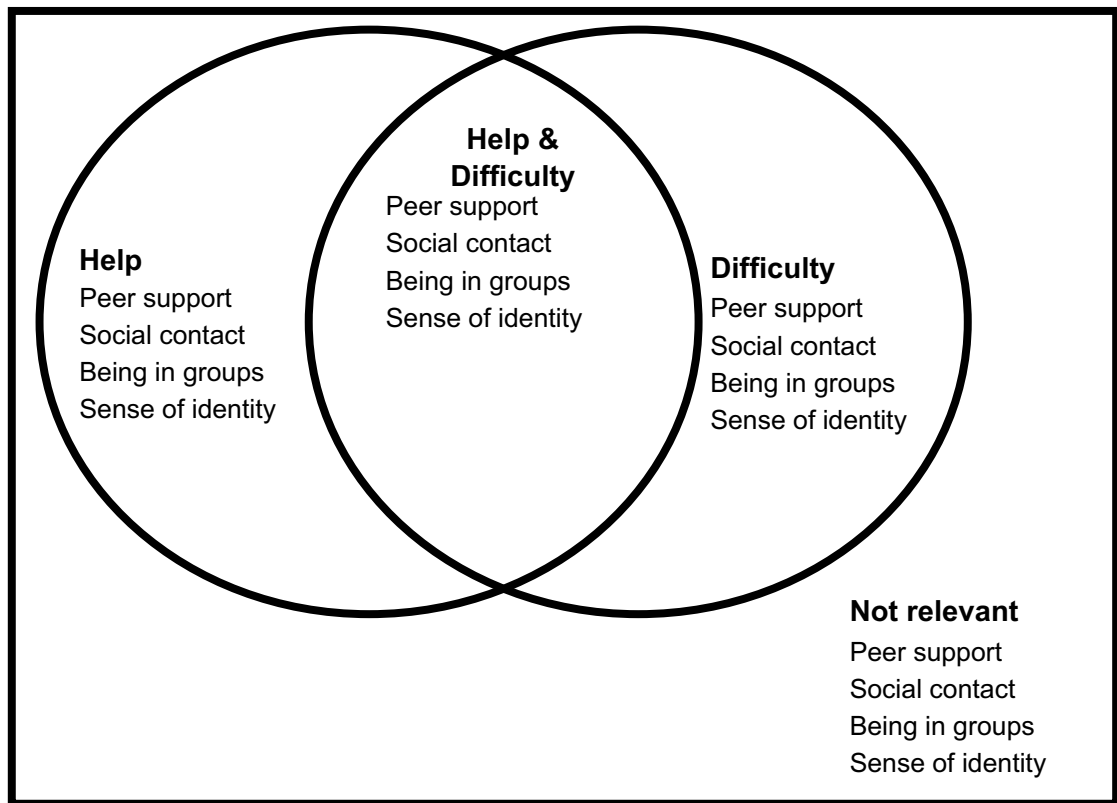 Help &
Difficulty
Peer support
Social contact
Being in groups
Sense of identity
Help
Peer support
Social contact
Being in groups
Sense of identity
Difficulty
Peer support
Social contact
Being in groups
Sense of identity
Not relevant
Peer support
Social contact
Being in groups
Sense of identity